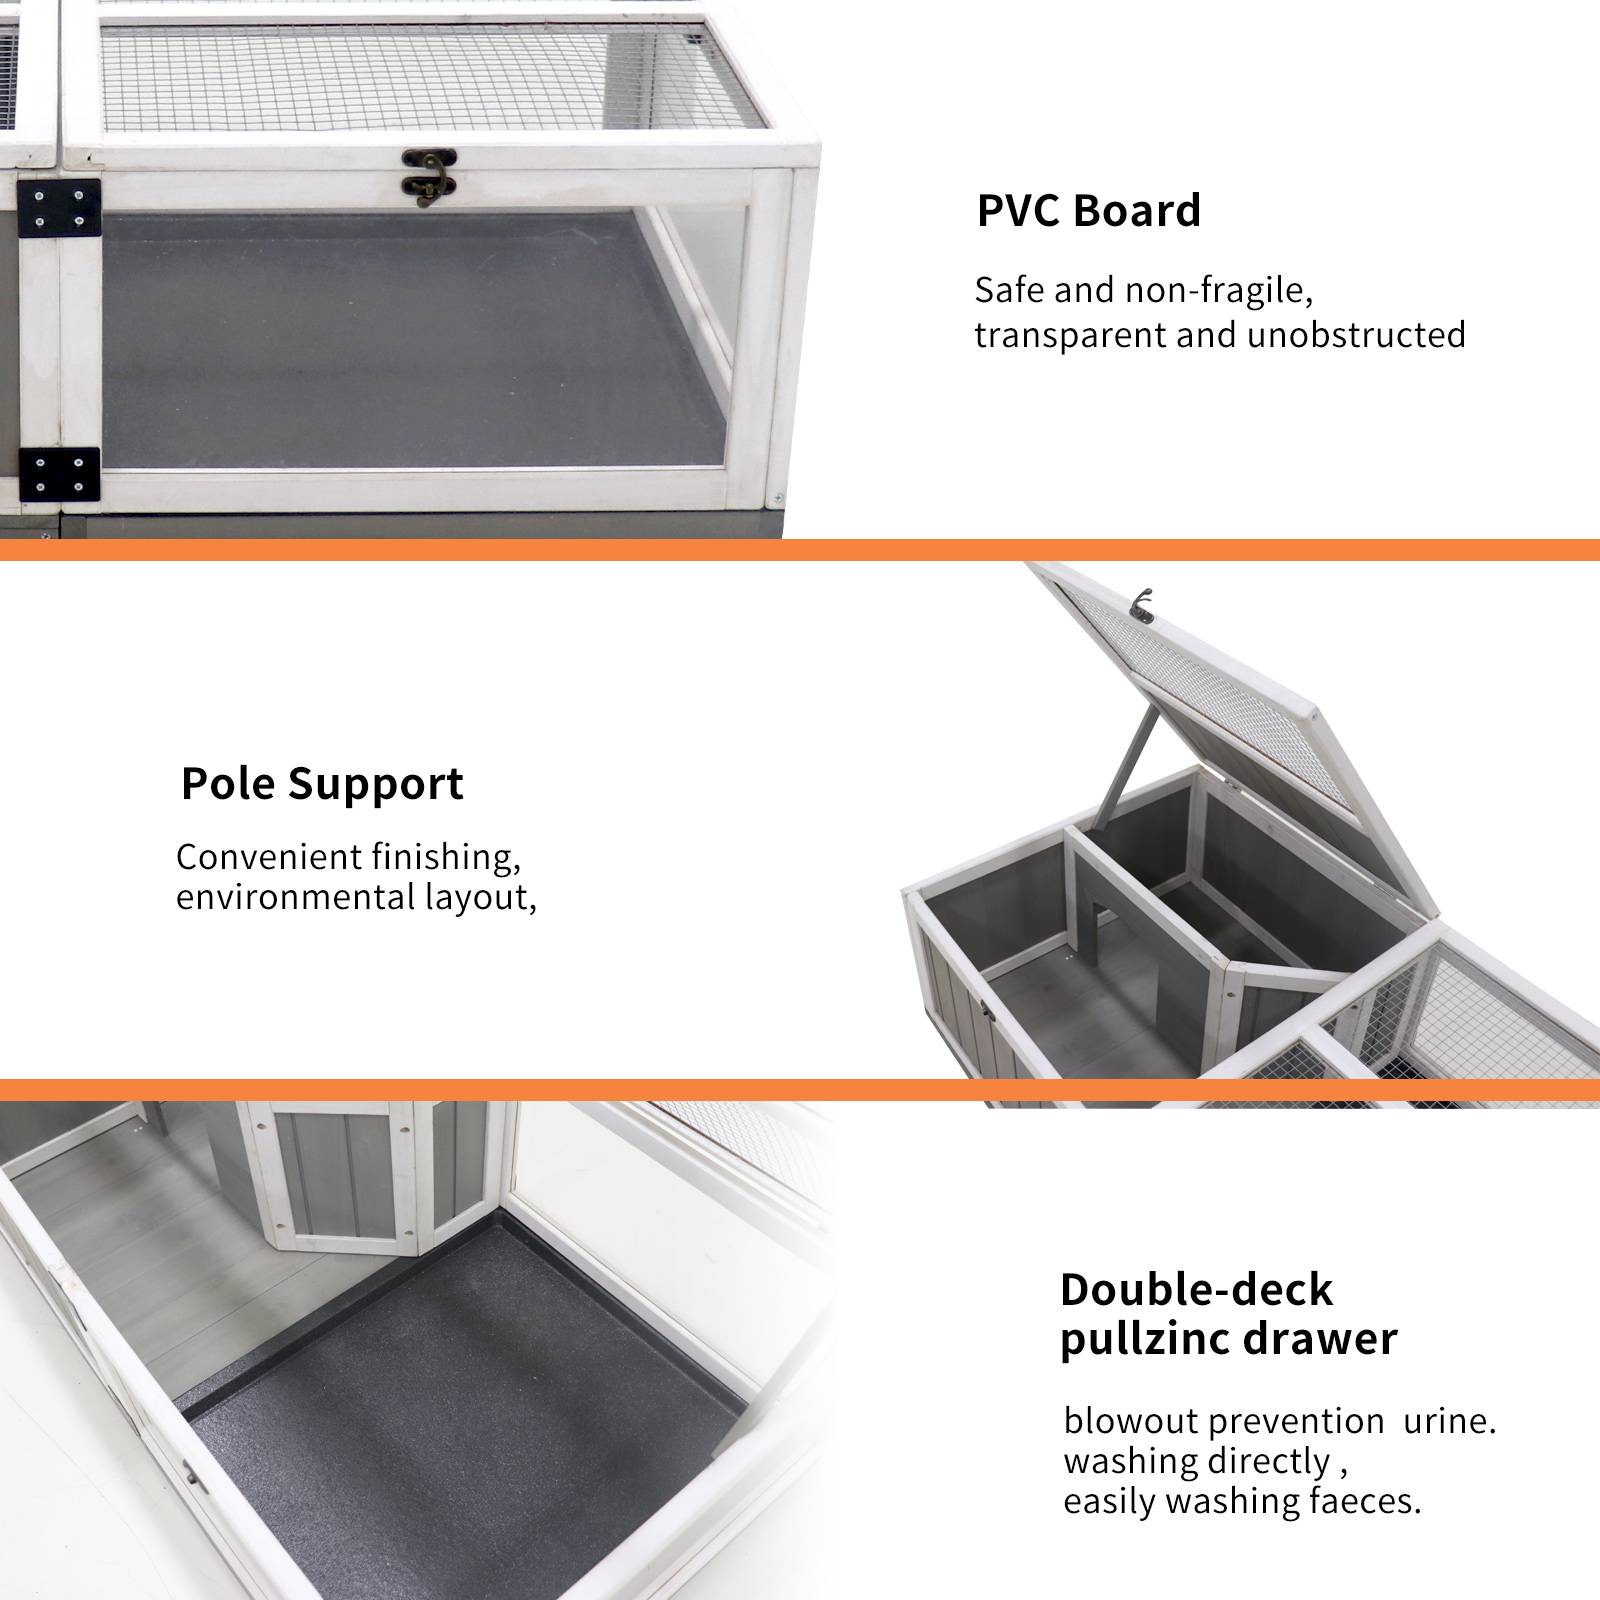 PVC Board
Safe and non-fragile,
transparent and unobstructed
Pole Support
Convenient finishing,
environmental layout,
Double-deck
pullzinc drawer
blowout prevention  urine.
washing directly ,
easily washing faeces.